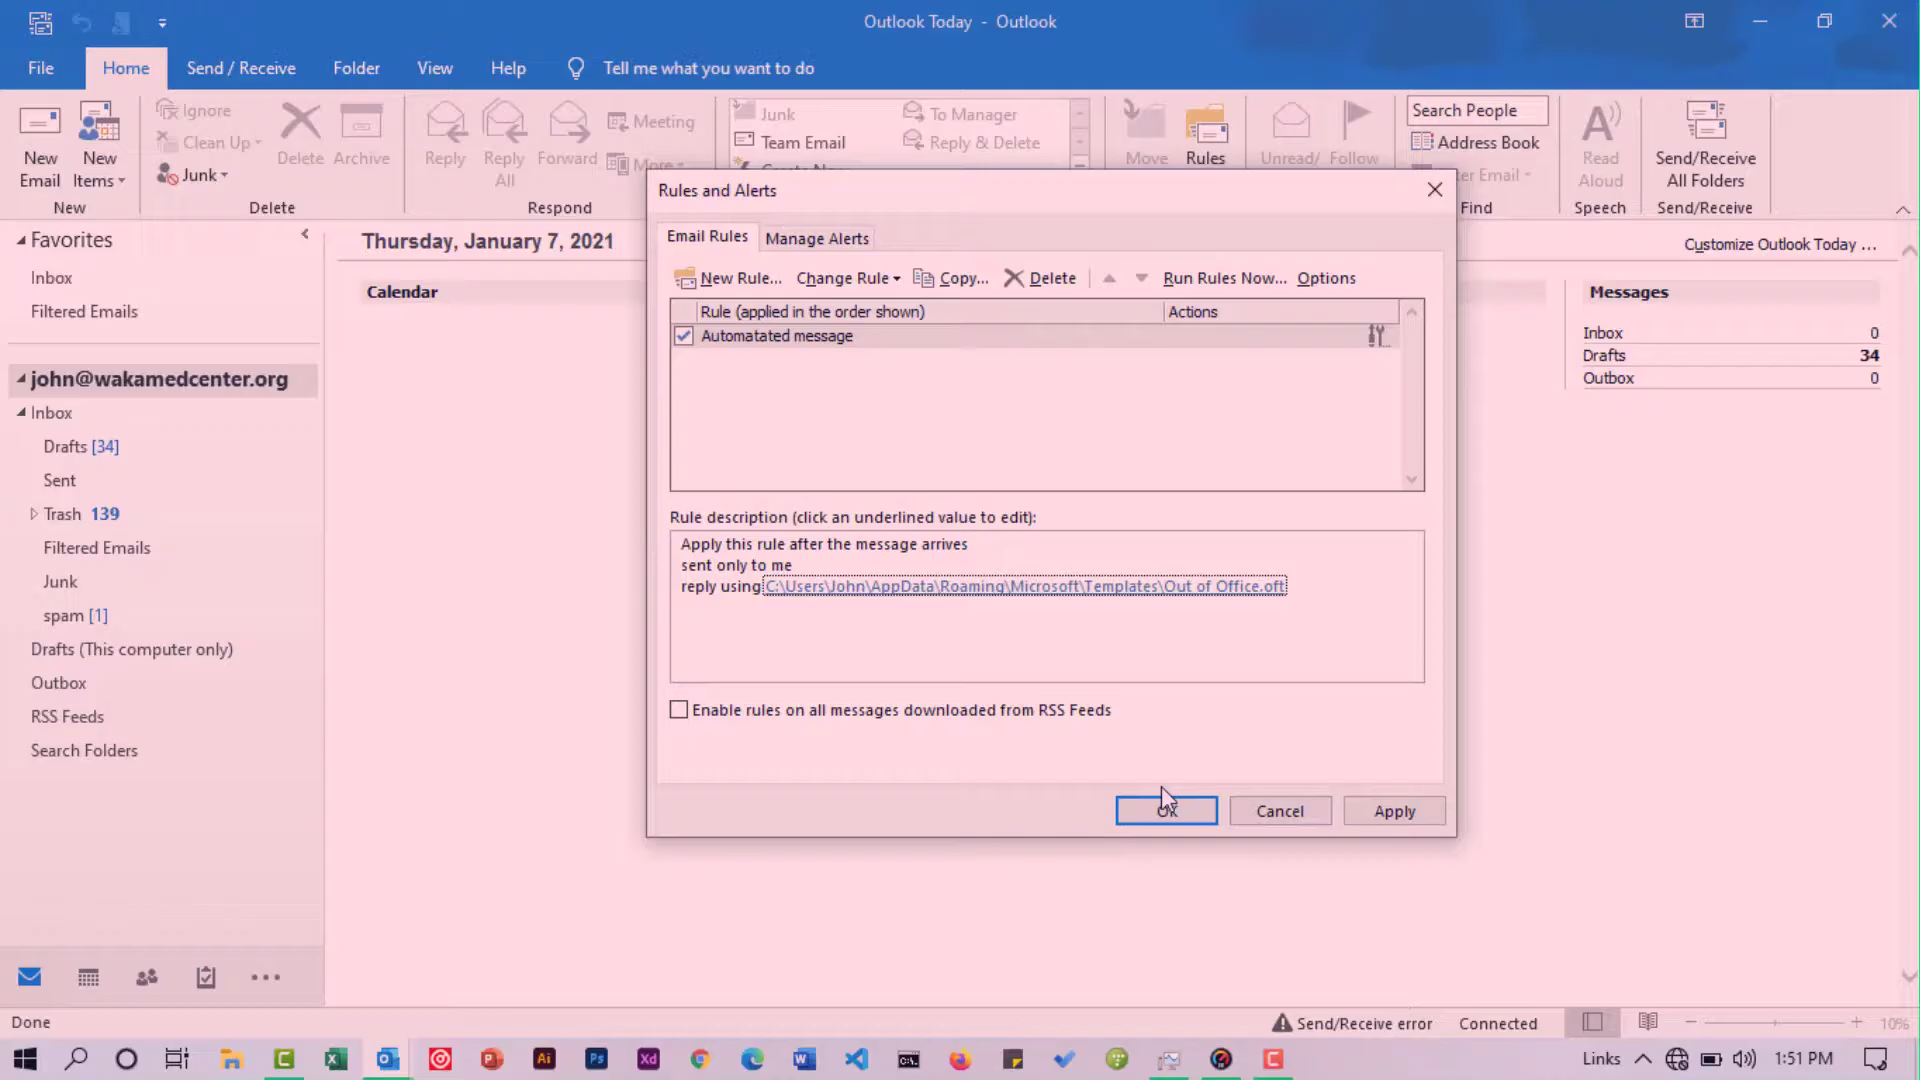 Outlook Today - Outlook
File Home Send / Receive Folder View Help Tell me what you want to do
New Email
New Items
New
Ignore
Clean Up
Junk
Delete
Archive
Delete
Reply
Reply All
Forward
Meeting
More
Respond
Junk
Team Email
To Manager
Reply & Delete
Move
Rules
Unread/
Follow
Search People
Address Book
Find
Read Aloud
Speech
Send/Receive All Folders
Send/Receive
Favorites
Inbox
Filtered Emails
john@wakamedcenter.org
Inbox
Drafts [34]
Sent
Trash 139
Filtered Emails
Junk
spam [1]
Drafts (This computer only)
Outbox
RSS Feeds
Search Folders
Thursday, January 7, 2021
Calendar
Customize Outlook Today ...
Messages
Inbox 0
Drafts 34
Outbox 0
Rules and Alerts
Email Rules Manage Alerts
New Rule... Change Rule Copy... Delete Run Rules Now... Options
Rule (applied in the order shown) Actions
Automatated message
Rule description (click an underlined value to edit):
Apply this rule after the message arrives
sent only to me
reply using C:\Users\John\AppData\Roaming\Microsoft\Templates\Out of Office.oft
Enable rules on all messages downloaded from RSS Feeds
OK Cancel Apply
Done
Send/Receive error Connected 10%
Links 1:51 PM